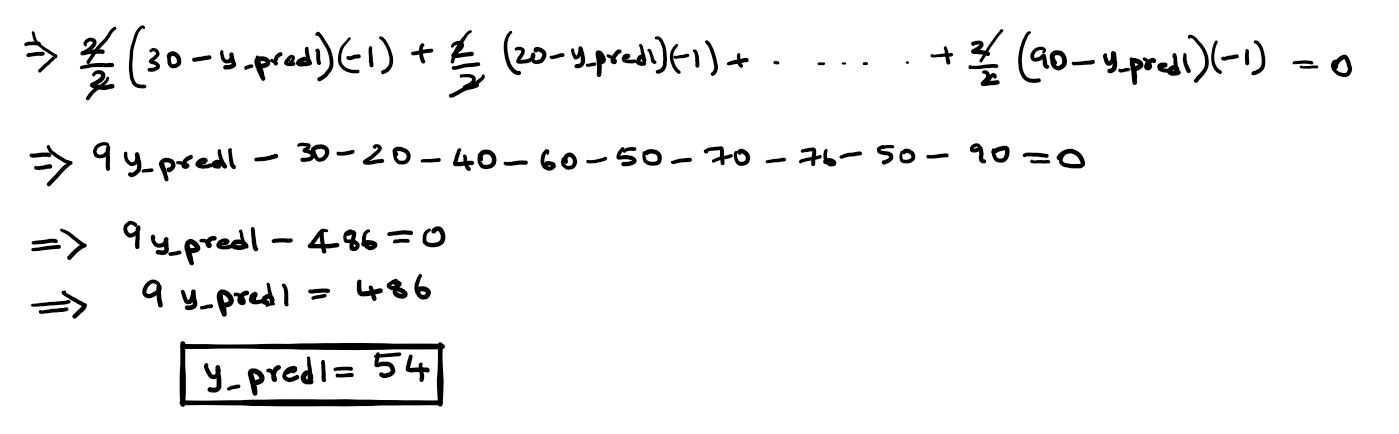 ⇒ 2/2 (30 - y_pred1)(-1) + 2/2 (20 - y_pred1)(-1) + . .... . + 2/2 (90 - y_pred1)(-1) = 0
⇒ 9 y_pred1 - 30 - 20 - 40 - 60 - 50 - 70 - 76 - 50 - 90 = 0
⇒ 9 y_pred1 - 486 = 0
⇒ 9 y_pred1 = 486
y_pred1 = 54